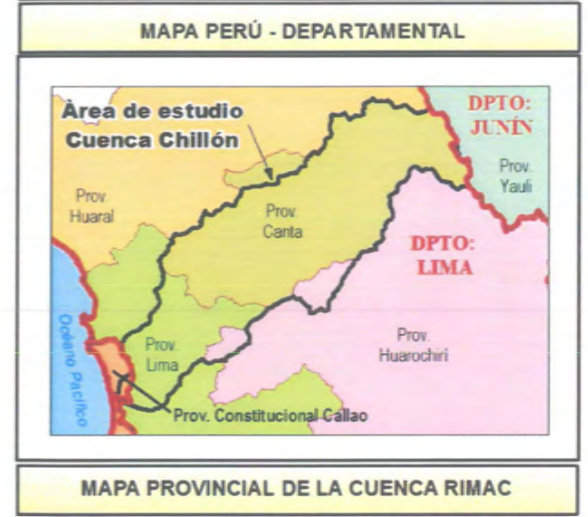 MAPA PERÚ - DEPARTAMENTAL
Àrea de estudio
Cuenca Chillón
DPTO:
JUNÍN
Prov.
Yauli
Prov.
Huaral
Prov.
Canta
DPTO:
LIMA
Océano Pacífico
Prov.
Lima
Prov.
Huarochirí
Prov. Constitucional Callao
MAPA PROVINCIAL DE LA CUENCA RIMAC